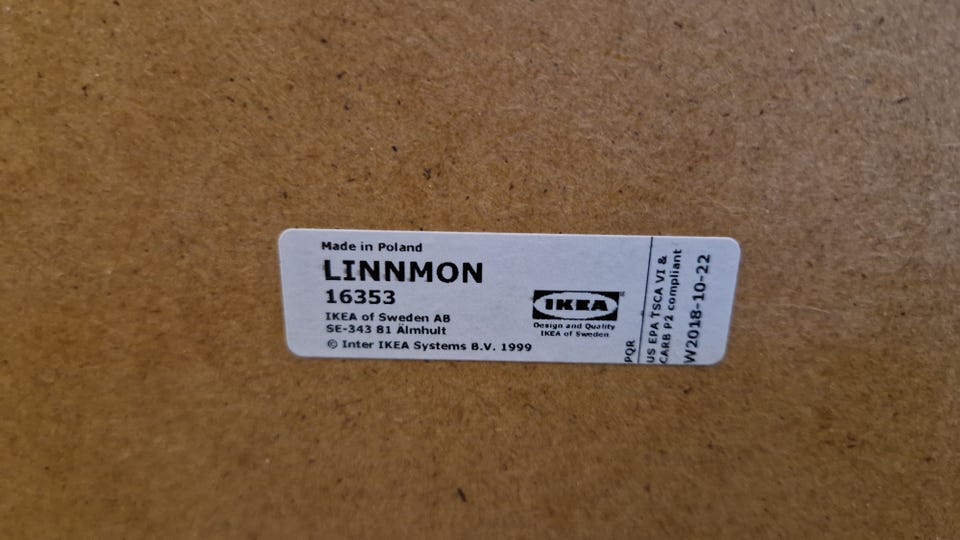 Made in Poland
LINNMON
16353
IKEA of Sweden AB
SE-343 81 Älmhult
© Inter IKEA Systems B.V. 1999
IKEA®
Design and Quality
IKEA of Sweden
PQR
US EPA TSCA VI &
CARB P2 compliant
W2018-10-22